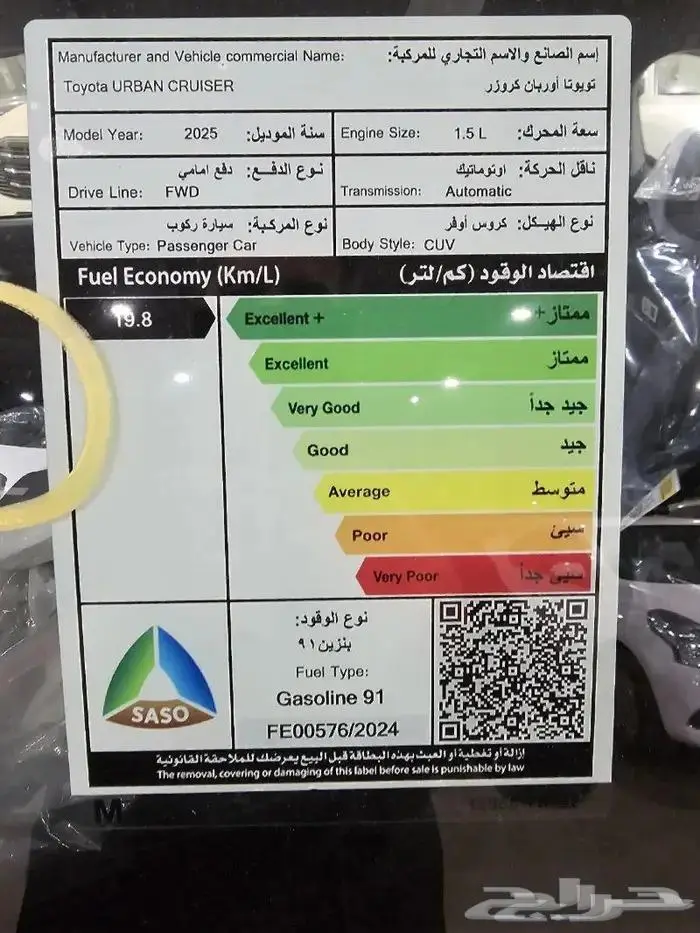 Manufacturer and Vehicle commercial Name: إسم الصانع والاسم التجاري للمركبة:
Toyota URBAN CRUISER تويوتا أوربان كروزر
Model Year: 2025 سنة الموديل:
Engine Size: 1.5 L سعة المحرك:
نوع الدفـع: دفع امامي
Drive Line: FWD
ناقل الحركة: اوتوماتيك
Transmission: Automatic
نوع المركبة: سيارة ركوب
Vehicle Type: Passenger Car
نوع الهيكل: كروس أوفر
Body Style: CUV
Fuel Economy (Km/L) اقتصاد الوقود (كم/لتر)
19.8
Excellent + ممتاز+
Excellent ممتاز
Very Good جيد جداً
Good جيد
Average متوسط
Poor سيئ
Very Poor سيئ جداً
SASO
نوع الوقود:
بنزين ٩١
Fuel Type:
Gasoline 91
FE00576/2024
إزالة أو تغطية أو العبث بهذه البطاقة قبل البيع يعرضك للملاحقة القانونية
The removal, covering or damaging of this label before sale is punishable by law
M
حراج